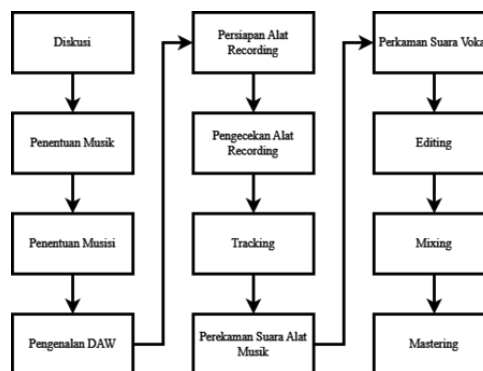 Diskusi
Penentuan Musik
Penentuan Musisi
Pengenalan DAW
Persiapan Alat
Recording
Pengecekan Alat
Recording
Tracking
Perekaman Suara Alat
Musik
Perkaman Suara Voka
Editing
Mixing
Mastering